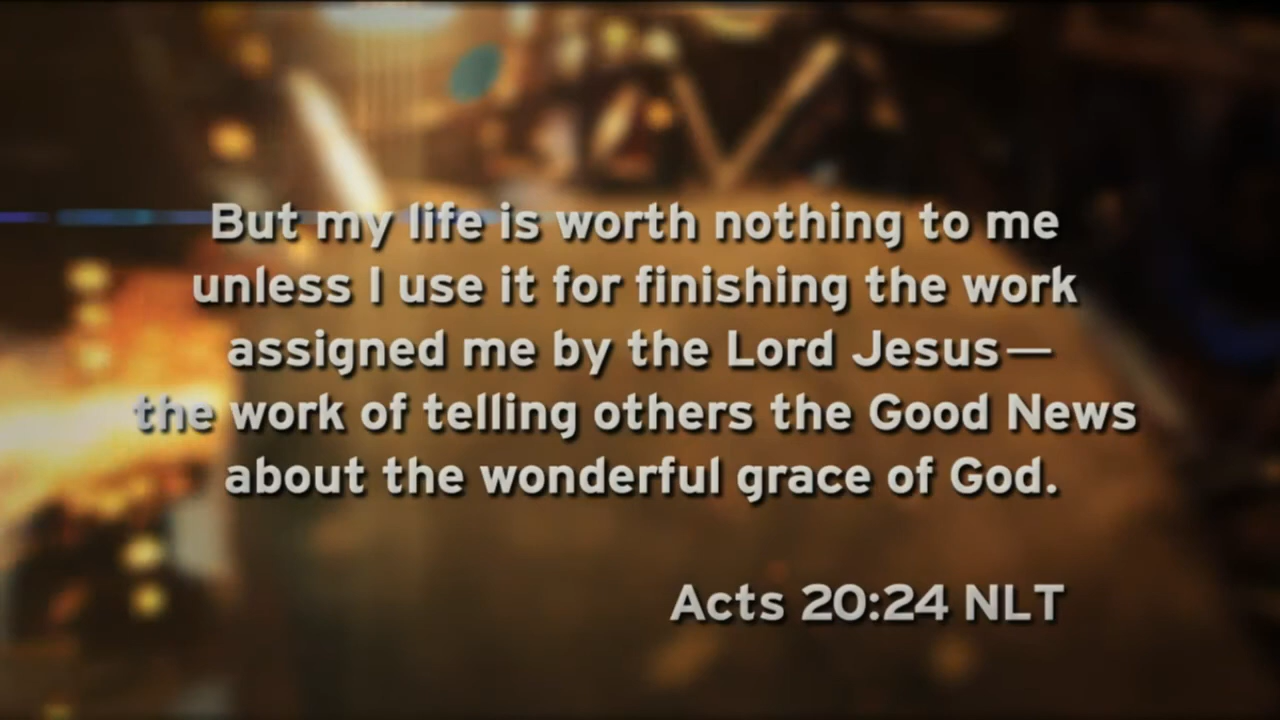 But my life is worth nothing to me
unless I use it for finishing the work
assigned me by the Lord Jesus—
the work of telling others the Good News
about the wonderful grace of God.
Acts 20:24 NLT